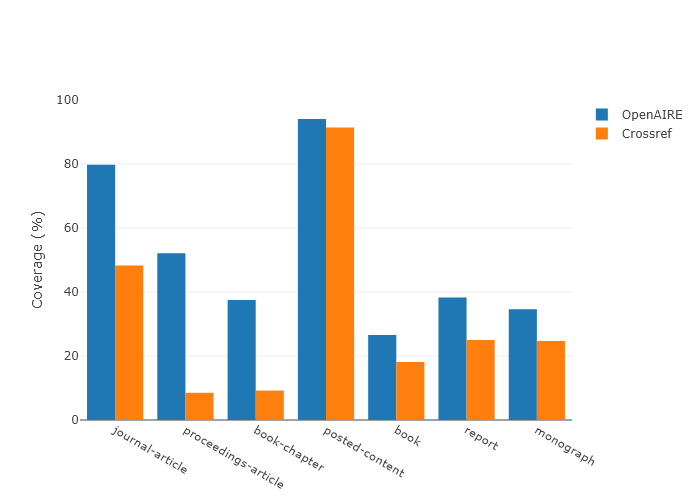 100
80
60
40
20
0
Coverage (%)
journal-article
proceedings-article
book-chapter
posted-content
book
report
monograph
OpenAIRE
Crossref